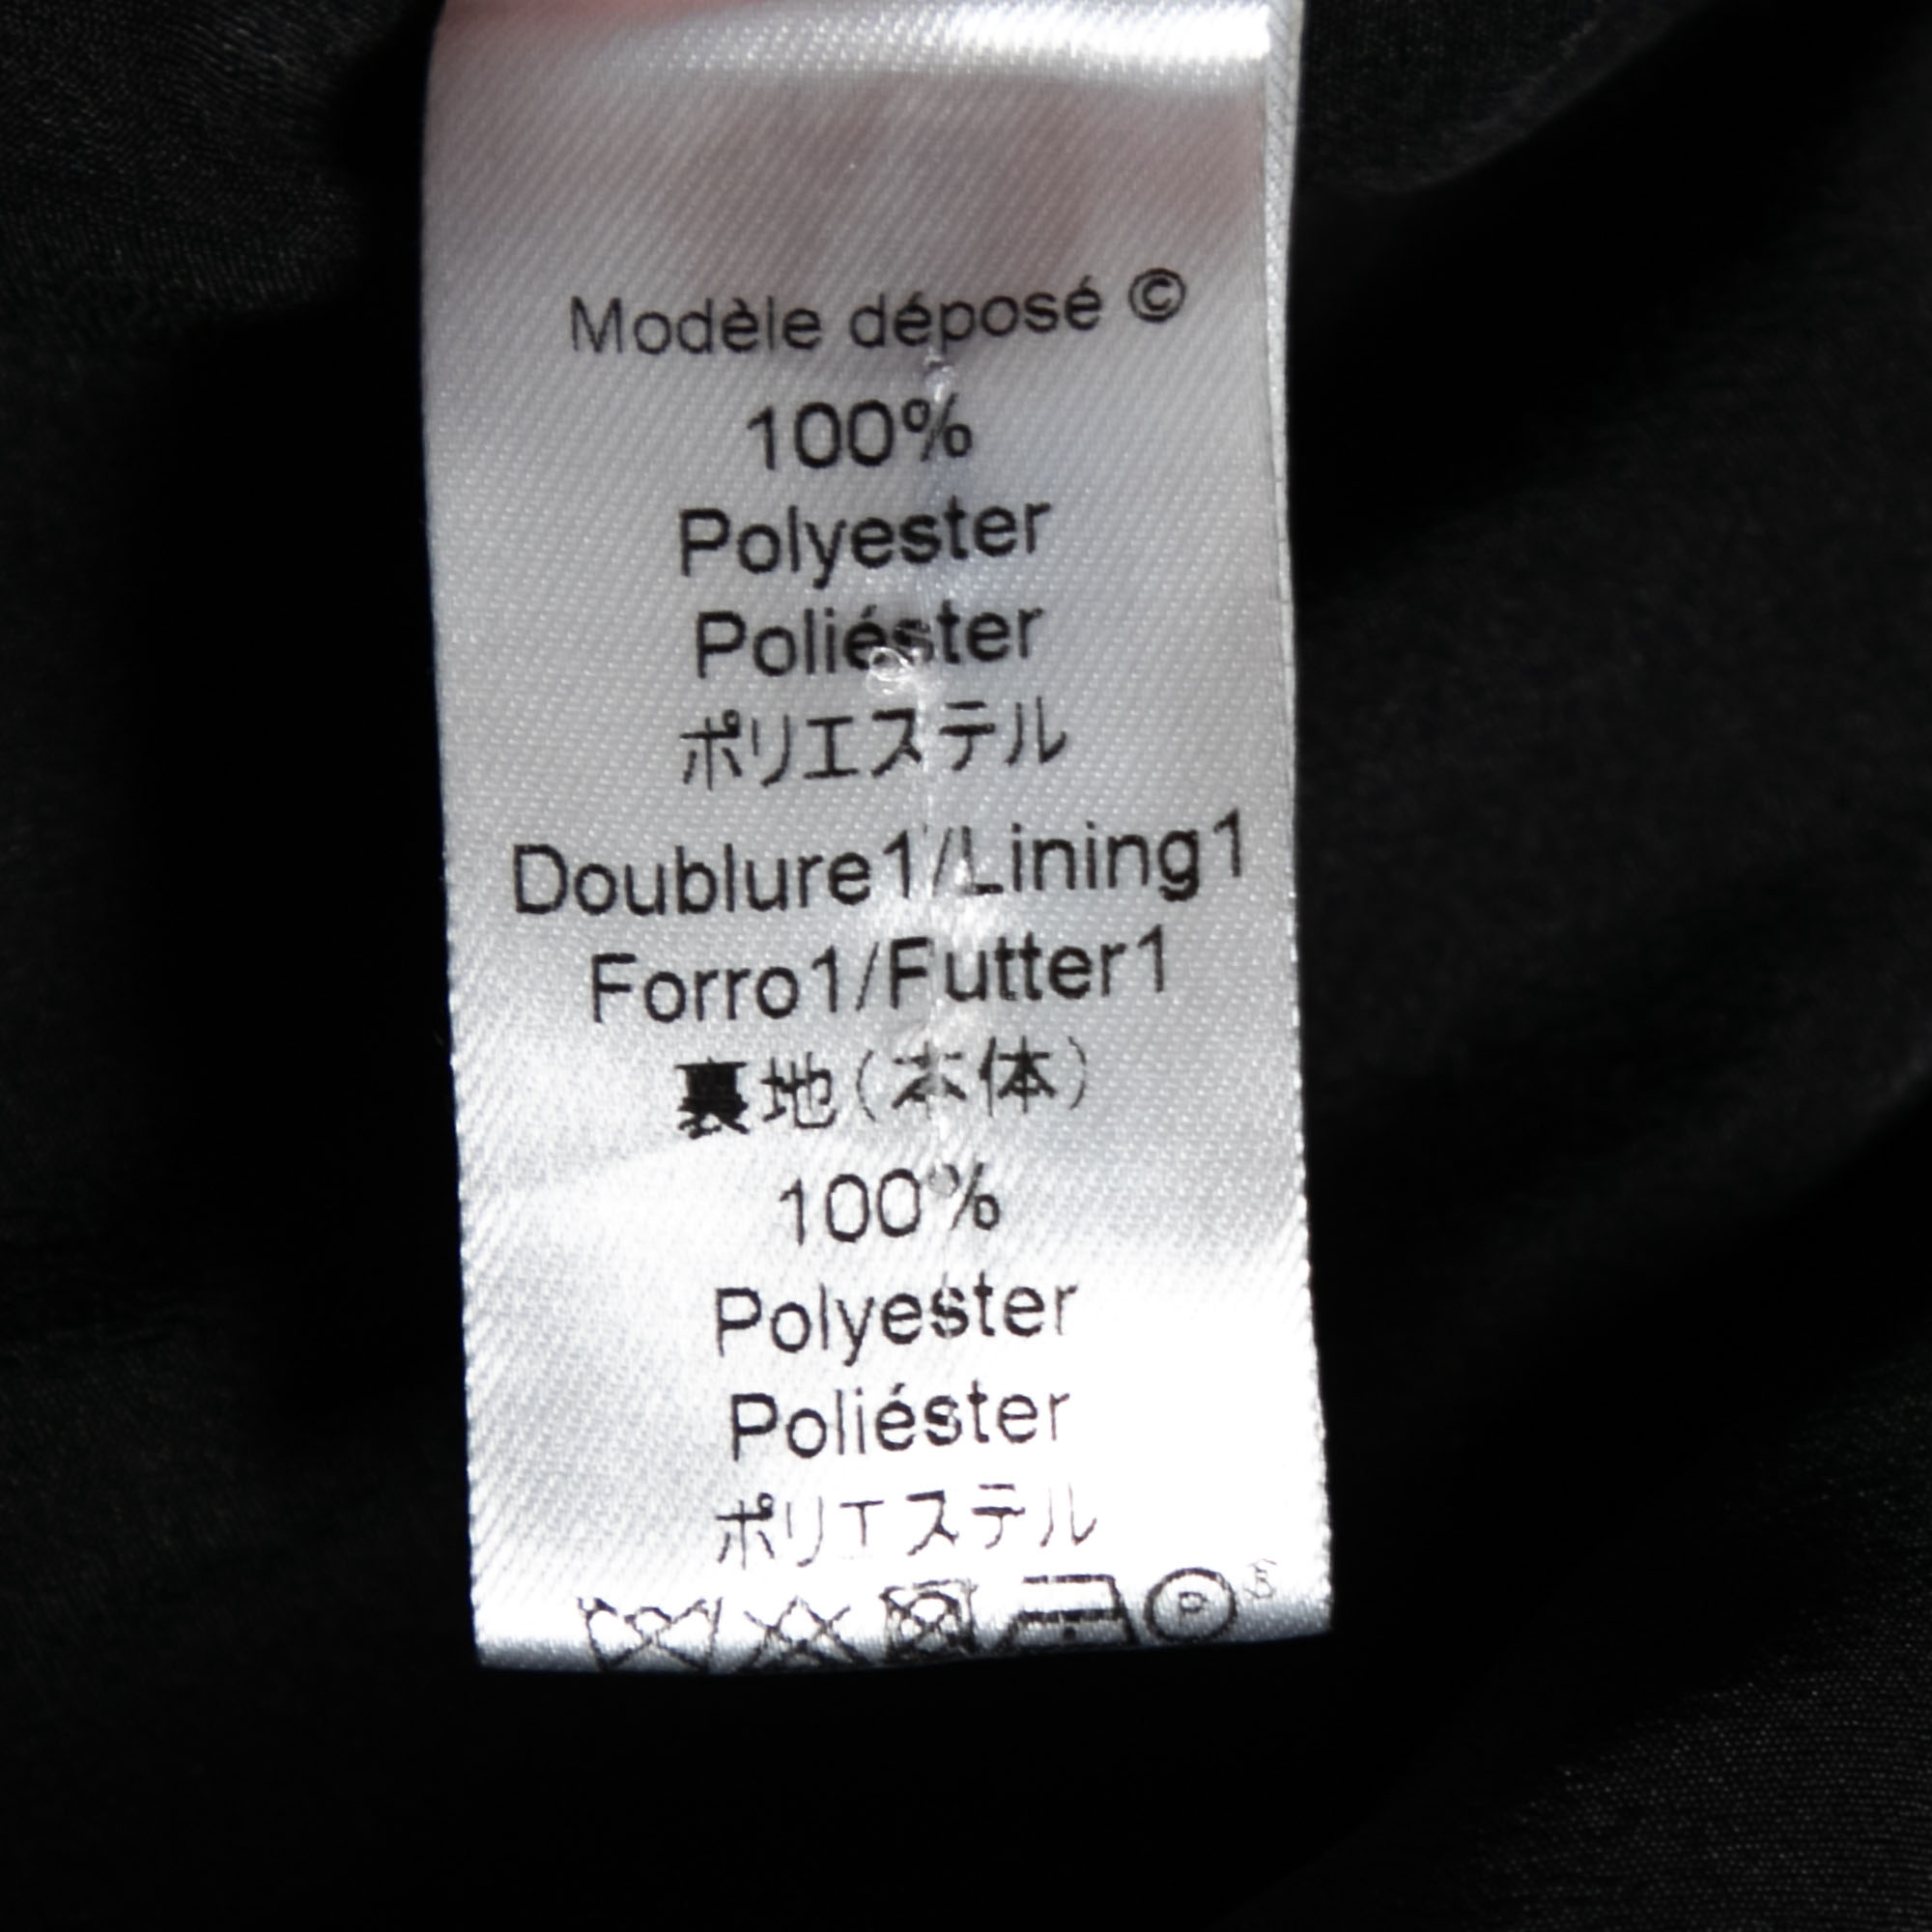 Modèle déposé ©
100%
Polyester
Poliéster
ポリエステル
Doublure1/Lining1
Forro1/Futter1
裏地(本体)
100%
Polyester
Poliéster
ポリエステル
P